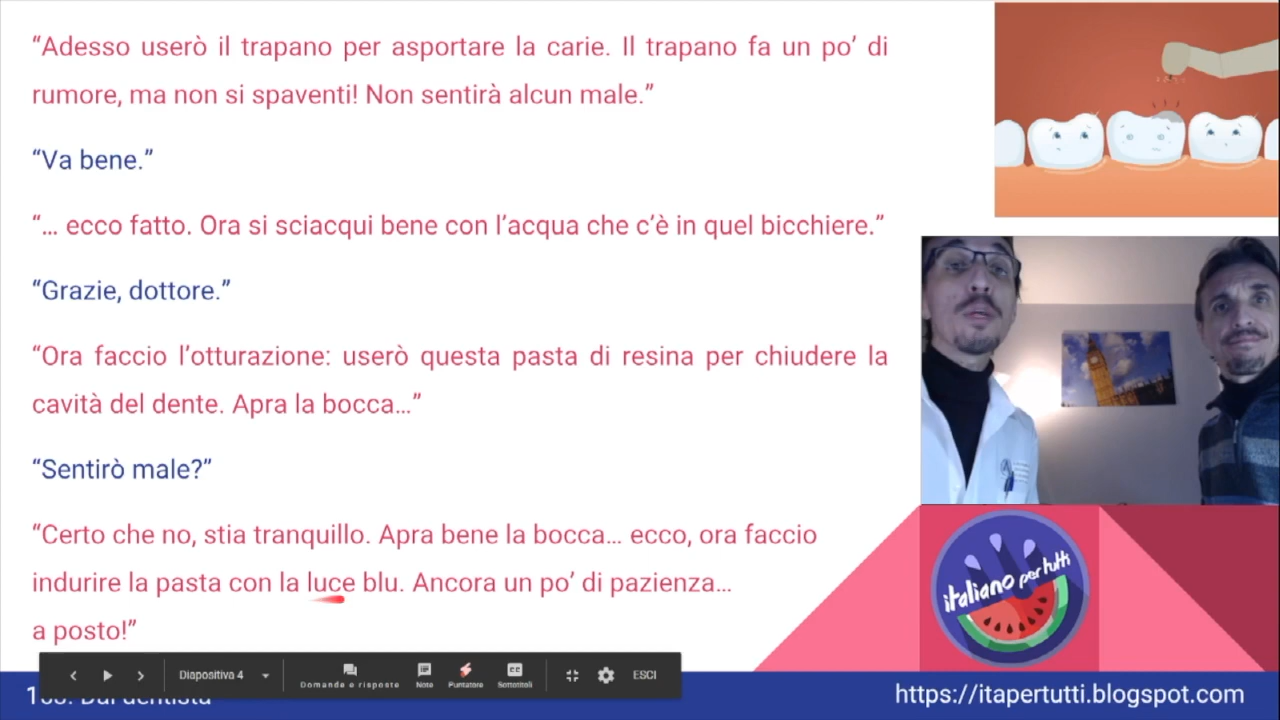 “Adesso userò il trapano per asportare la carie. Il trapano fa un po’ di
rumore, ma non si spaventi! Non sentirà alcun male.”
“Va bene.”
“... ecco fatto. Ora si sciacqui bene con l’acqua che c’è in quel bicchiere.”
“Grazie, dottore.”
“Ora faccio l’otturazione: userò questa pasta di resina per chiudere la
cavità del dente. Apra la bocca...”
“Sentirò male?”
“Certo che no, stia tranquillo. Apra bene la bocca... ecco, ora faccio
indurire la pasta con la luce blu. Ancora un po’ di pazienza...
a posto!”
italiano per tutti
Diapositiva 4
Domande e risposte
Note
Puntatore
Sottotitoli
ESCI
Dal dentista
https://itapertutti.blogspot.com